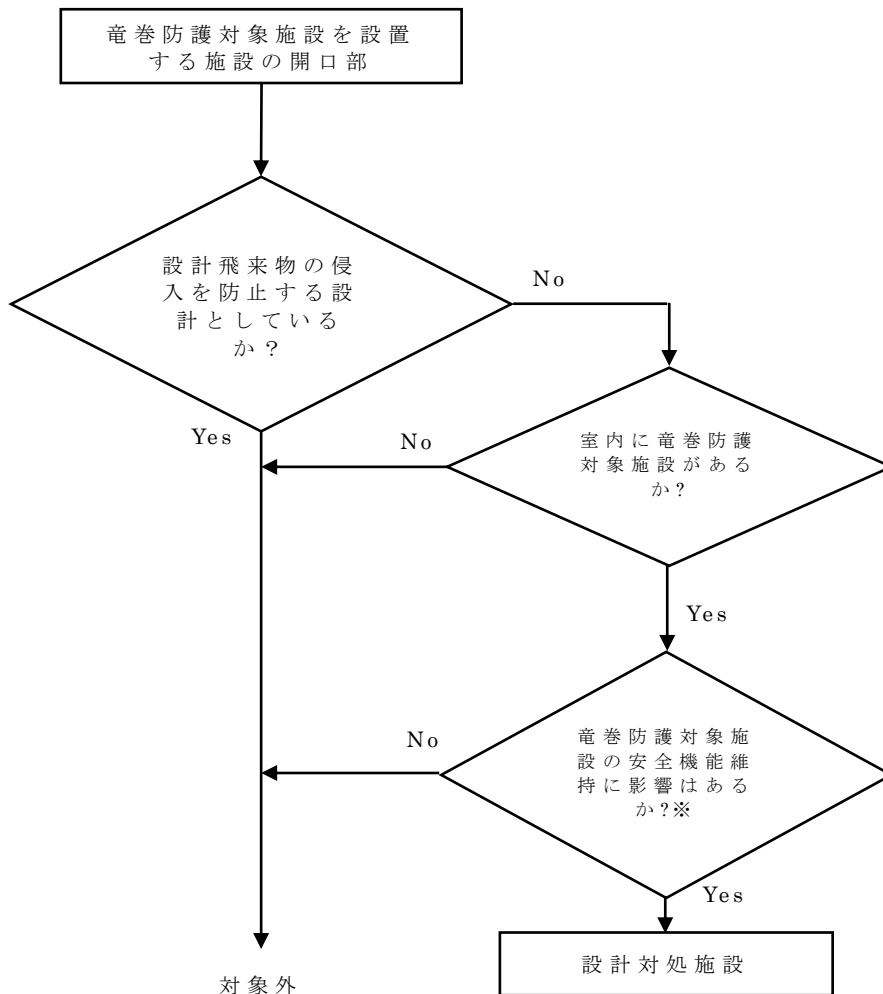 竜巻防護対象施設を設置
する施設の開口部
設計飛来物の侵
入を防止する設
計としている
か？
No
Yes
No
室内に竜巻防護
対象施設がある
か?
Yes
No
竜巻防護対象施
設の安全機能維
持に影響はある
か?※
Yes
対象外
設計対処施設